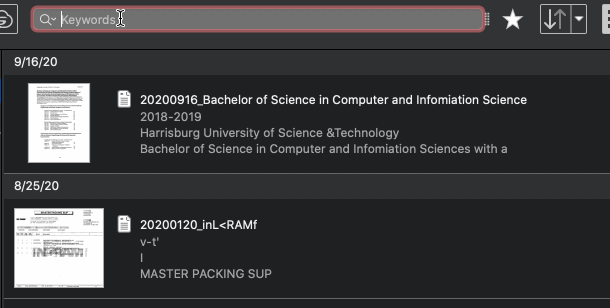 Keywords
9/16/20
20200916_Bachelor of Science in Computer and Infomiation Science
2018-2019
Harrisburg University of Science &Technology
Bachelor of Science in Computer and Infomiation Sciences with a
8/25/20
20200120_inL<RAMf
v-t'
I
MASTER PACKING SUP